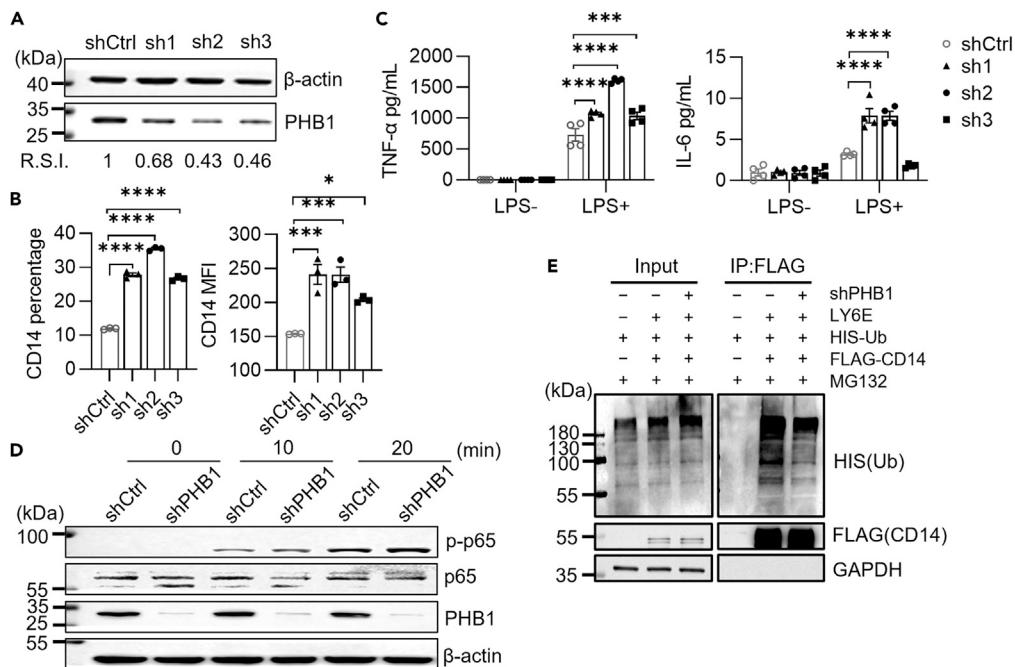 A
shCtrl sh1 sh2 sh3
(kDa)
40
β-actin
35
25
PHB1
R.S.I. 1 0.68 0.43 0.46
B
CD14 percentage
40
30
20
10
0
****
****
****
shCtrl sh1 sh2 sh3
CD14 MFI
300
250
200
150
100
*
***
***
shCtrl sh1 sh2 sh3
C
TNF-α pg/mL
2000
1500
1000
500
0
***
****
****
LPS- LPS+
IL-6 pg/mL
15
10
5
0
****
****
LPS- LPS+
shCtrl
sh1
sh2
sh3
D
0 10 20 (min)
shCtrl shPHB1 shCtrl shPHB1 shCtrl shPHB1
(kDa)
100
p-p65
55
p65
35
25
PHB1
55
β-actin
E
Input IP:FLAG
- - + - - + shPHB1
- + + - + + LY6E
+ + + + + + HIS-Ub
- + + - + + FLAG-CD14
+ + + + + + MG132
(kDa)
180
130
100
55
HIS(Ub)
55
FLAG(CD14)
35
GAPDH